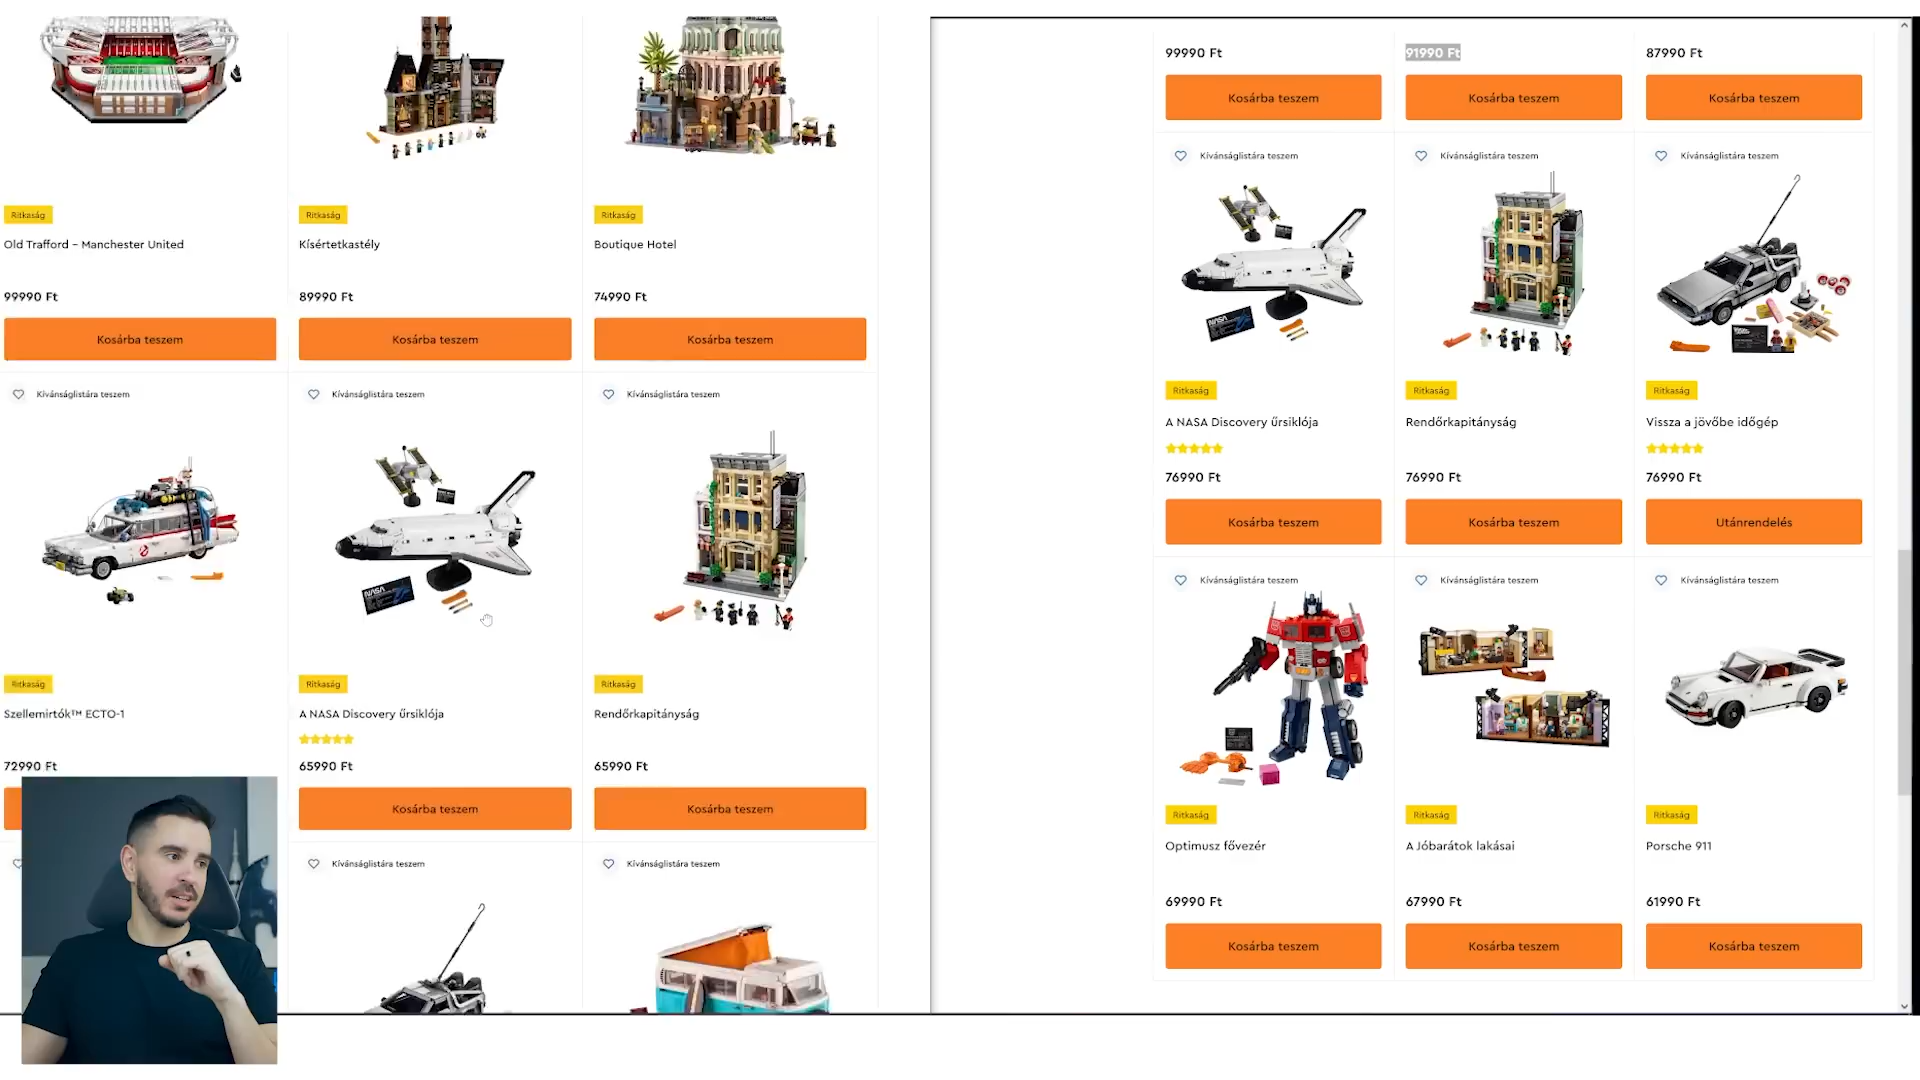 Ritkaság
Ritkaság
Ritkaság
Old Trafford – Manchester United
Kísértetkastély
Boutique Hotel
99990 Ft
89990 Ft
74990 Ft
Kosárba teszem
Kosárba teszem
Kosárba teszem
Kívánságlistára teszem
Kívánságlistára teszem
Kívánságlistára teszem
NASA
Ritkaság
Ritkaság
Ritkaság
Szellemirtók™ ECTO-1
A NASA Discovery űrsiklója
Rendőrkapitányság
72990 Ft
65990 Ft
65990 Ft
Kosárba teszem
Kosárba teszem
Kívánságlistára teszem
Kívánságlistára teszem
99990 Ft
91990 Ft
87990 Ft
Kosárba teszem
Kosárba teszem
Kosárba teszem
Kívánságlistára teszem
Kívánságlistára teszem
Kívánságlistára teszem
NASA
Ritkaság
Ritkaság
Ritkaság
A NASA Discovery űrsiklója
Rendőrkapitányság
Vissza a jövőbe időgép
76990 Ft
76990 Ft
76990 Ft
Kosárba teszem
Kosárba teszem
Utánrendelés
Kívánságlistára teszem
Kívánságlistára teszem
Kívánságlistára teszem
Ritkaság
Ritkaság
Ritkaság
Optimusz fővezér
A Jóbarátok lakásai
Porsche 911
69990 Ft
67990 Ft
61990 Ft
Kosárba teszem
Kosárba teszem
Kosárba teszem